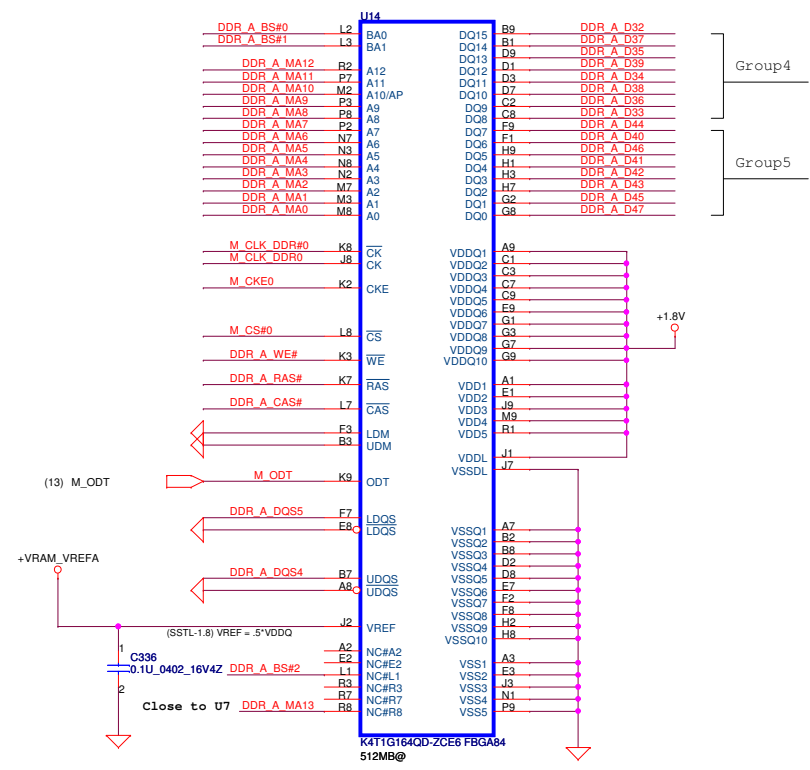 U14
DDR_A_BS#0 L2 BA0 DQ15 B9 DDR_A_D32
DDR_A_BS#1 L3 BA1 DQ14 B1 DDR_A_D37
DQ13 D9 DDR_A_D35
DDR_A_MA12 R2 A12 DQ12 D1 DDR_A_D39
DDR_A_MA11 P7 A11 DQ11 D3 DDR_A_D34
DDR_A_MA10 M2 A10/AP DQ10 D7 DDR_A_D38
DDR_A_MA9 P3 A9 DQ9 C2 DDR_A_D36
DDR_A_MA8 P8 A8 DQ8 C8 DDR_A_D33
Group4
DDR_A_MA7 P2 A7 DQ7 F9 DDR_A_D44
DDR_A_MA6 N7 A6 DQ6 F1 DDR_A_D40
DDR_A_MA5 N3 A5 DQ5 H9 DDR_A_D46
DDR_A_MA4 N8 A4 DQ4 H1 DDR_A_D41
DDR_A_MA3 N2 A3 DQ3 H3 DDR_A_D42
DDR_A_MA2 M7 A2 DQ2 H7 DDR_A_D43
DDR_A_MA1 M3 A1 DQ1 G2 DDR_A_D45
DDR_A_MA0 M8 A0 DQ0 G8 DDR_A_D47
Group5
M_CLK_DDR#0 K8 CK VDDQ1 A9
M_CLK_DDR0 J8 CK VDDQ2 C1
VDDQ3 C3
M_CKE0 K2 CKE VDDQ4 C7
VDDQ5 C9
VDDQ6 E9
VDDQ7 G1
M_CS#0 L8 CS VDDQ8 G3
VDDQ9 G7
+1.8V
DDR_A_WE# K3 WE VDDQ10 G9
DDR_A_RAS# K7 RAS VDD1 A1
VDD2 E1
DDR_A_CAS# L7 CAS VDD3 J9
VDD4 M9
F3 LDM VDD5 R1
B3 UDM
VDDL J1
VSSDL J7
(13) M_ODT M_ODT K9 ODT
DDR_A_DQS5 F7 LDQS VSSQ1 A7
E8 LDQS VSSQ2 B2
VSSQ3 B8
VSSQ4 D2
+VRAM_VREFA
DDR_A_DQS4 B7 UDQS VSSQ5 D8
A8 UDQS VSSQ6 E7
VSSQ7 F2
VSSQ8 F8
(SSTL-1.8) VREF = .5*VDDQ J2 VREF VSSQ9 H2
VSSQ10 H8
1
C336
0.1U_0402_16V4Z
2
A2 NC#A2
E2 NC#E2 VSS1 A3
DDR_A_BS#2 L1 NC#L1 VSS2 E3
R3 NC#R3 VSS3 J3
R7 NC#R7 VSS4 N1
Close to U7 DDR_A_MA13 R8 NC#R8 VSS5 P9
K4T1G164QD-ZCE6 FBGA84
512MB@